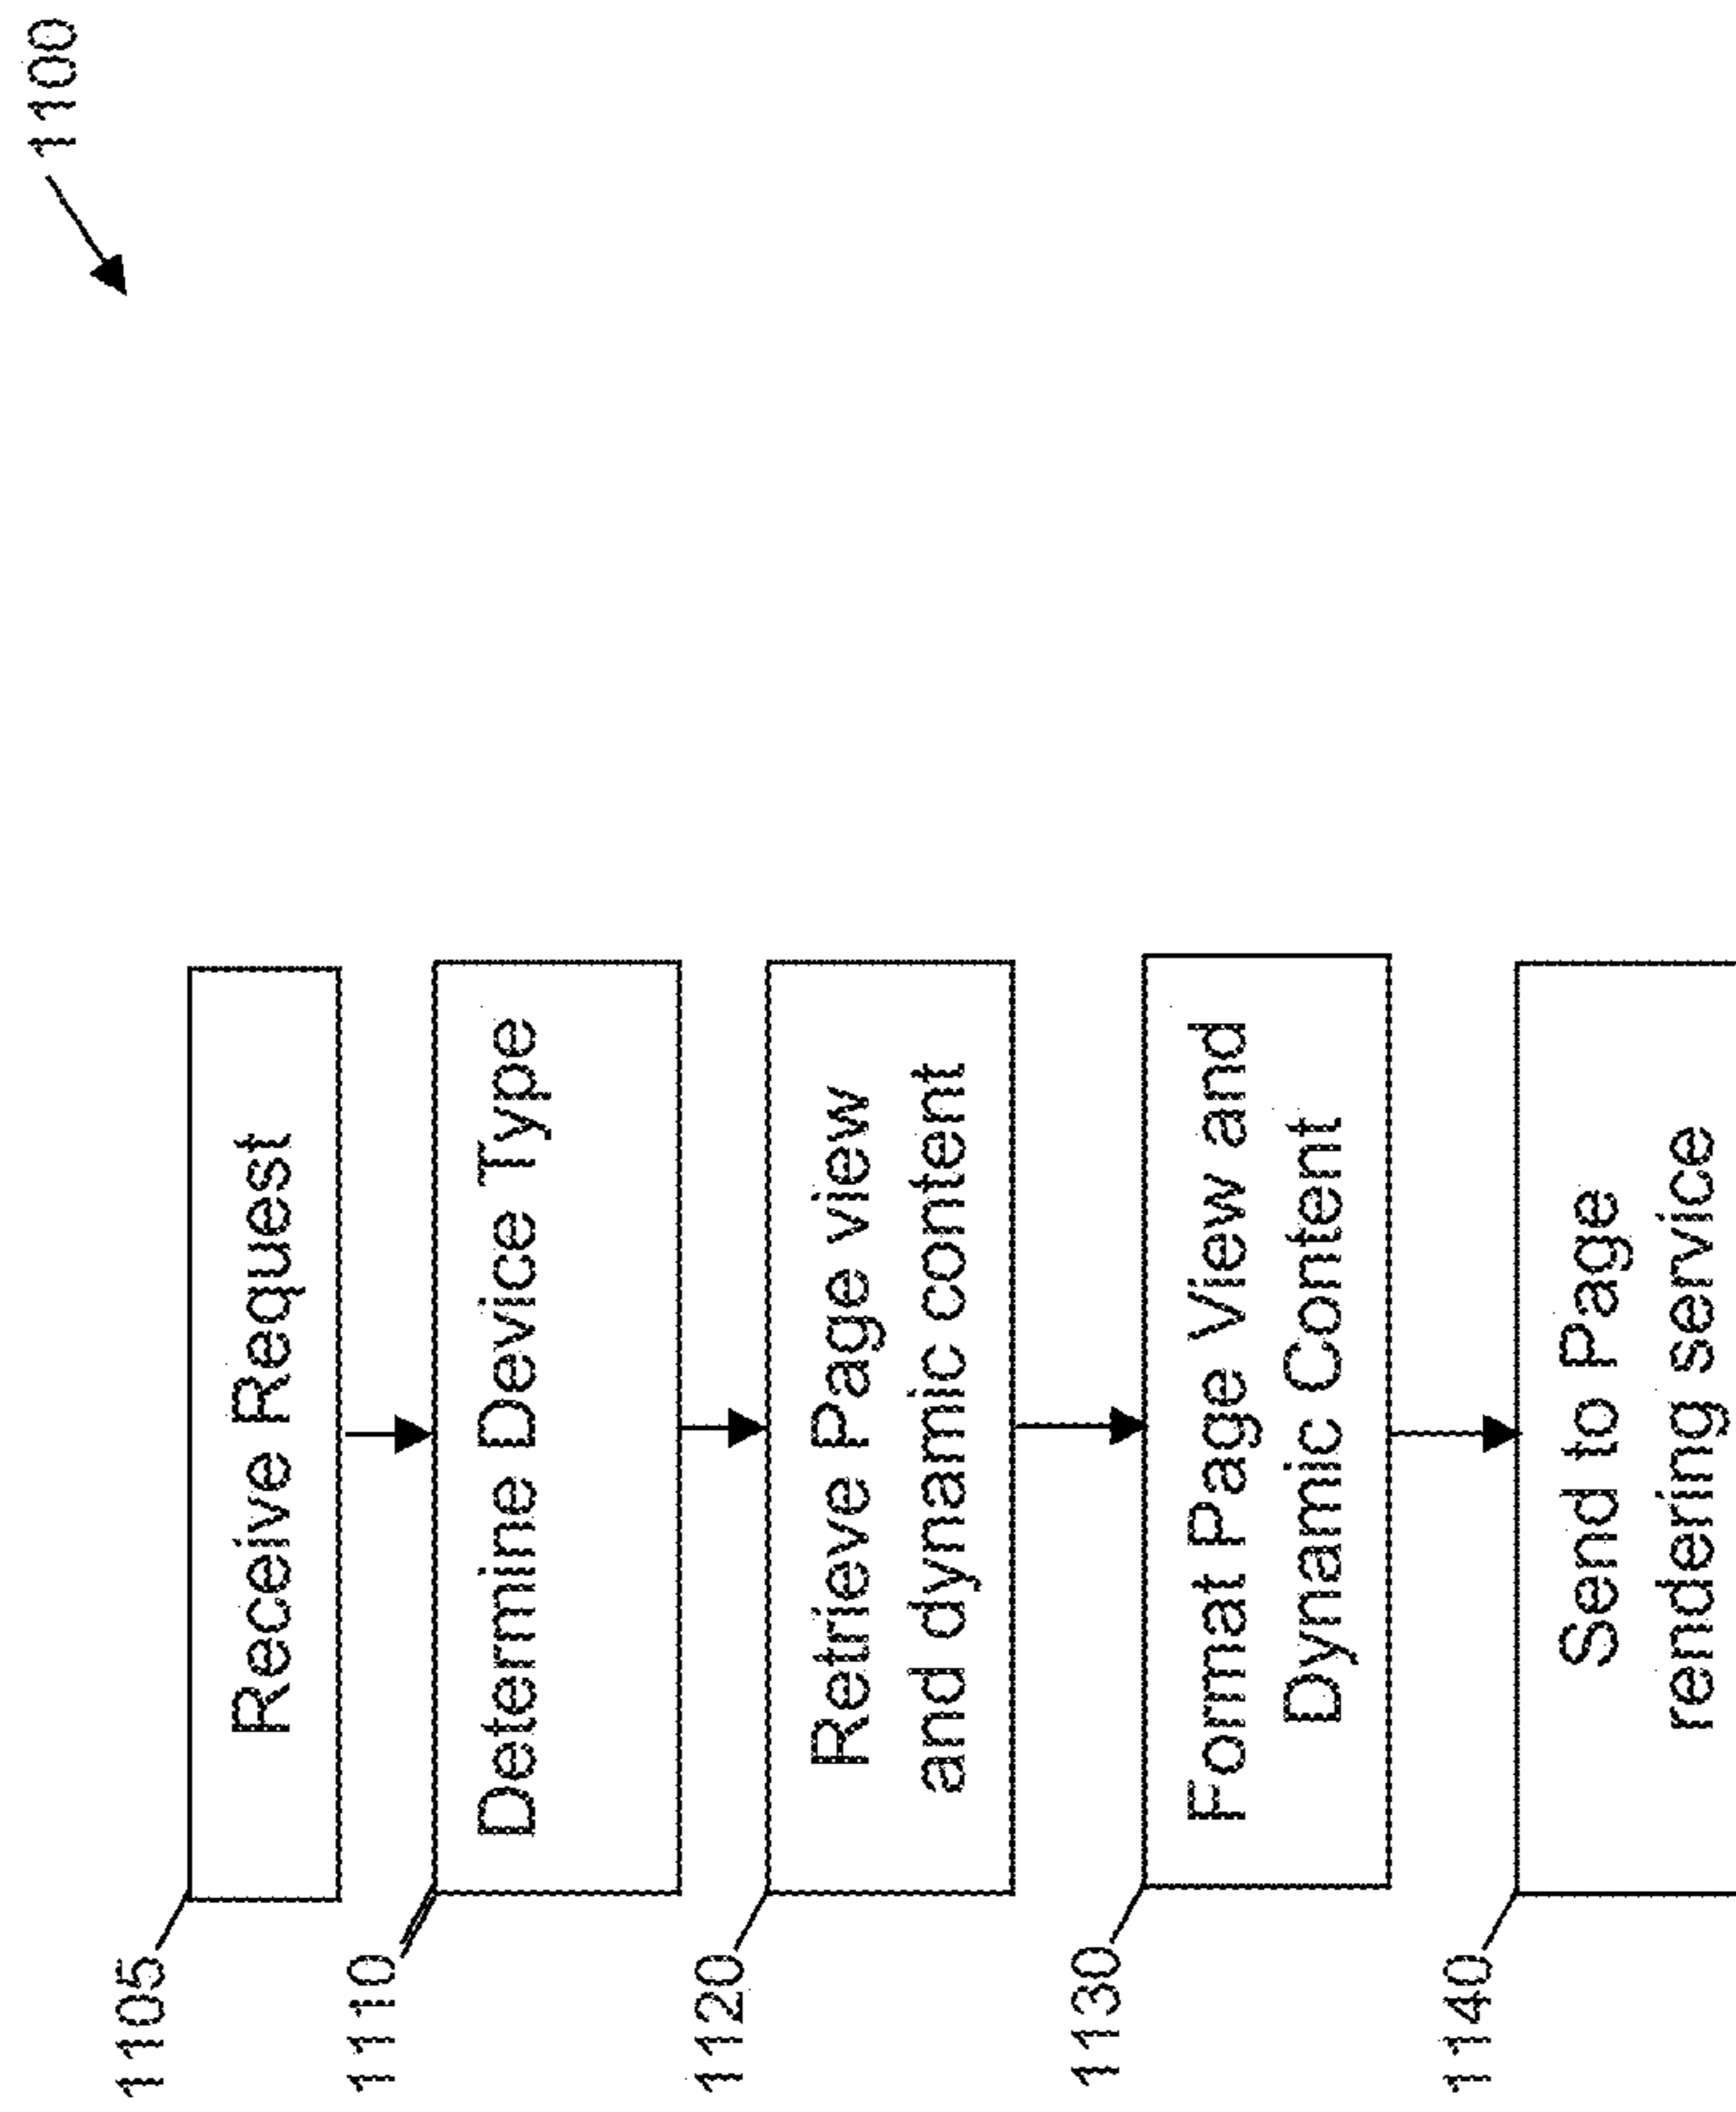 1100
1105
Receive Request
1110
Determine Device Type
1120
Retrieve Page view
and dynamic content
1130
Format Page View and
Dynamic Content
1140
Send to Page
rendering service